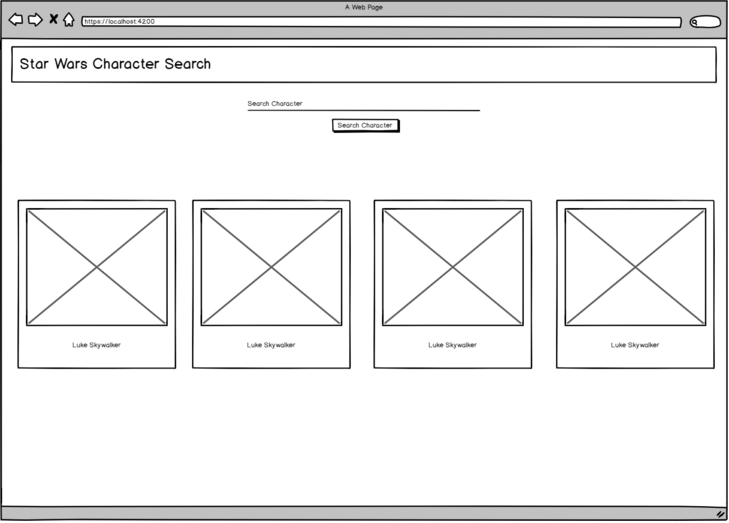 A Web Page
https://localhost:4200
Star Wars Character Search
Search Character
Search Character
Luke Skywalker
Luke Skywalker
Luke Skywalker
Luke Skywalker